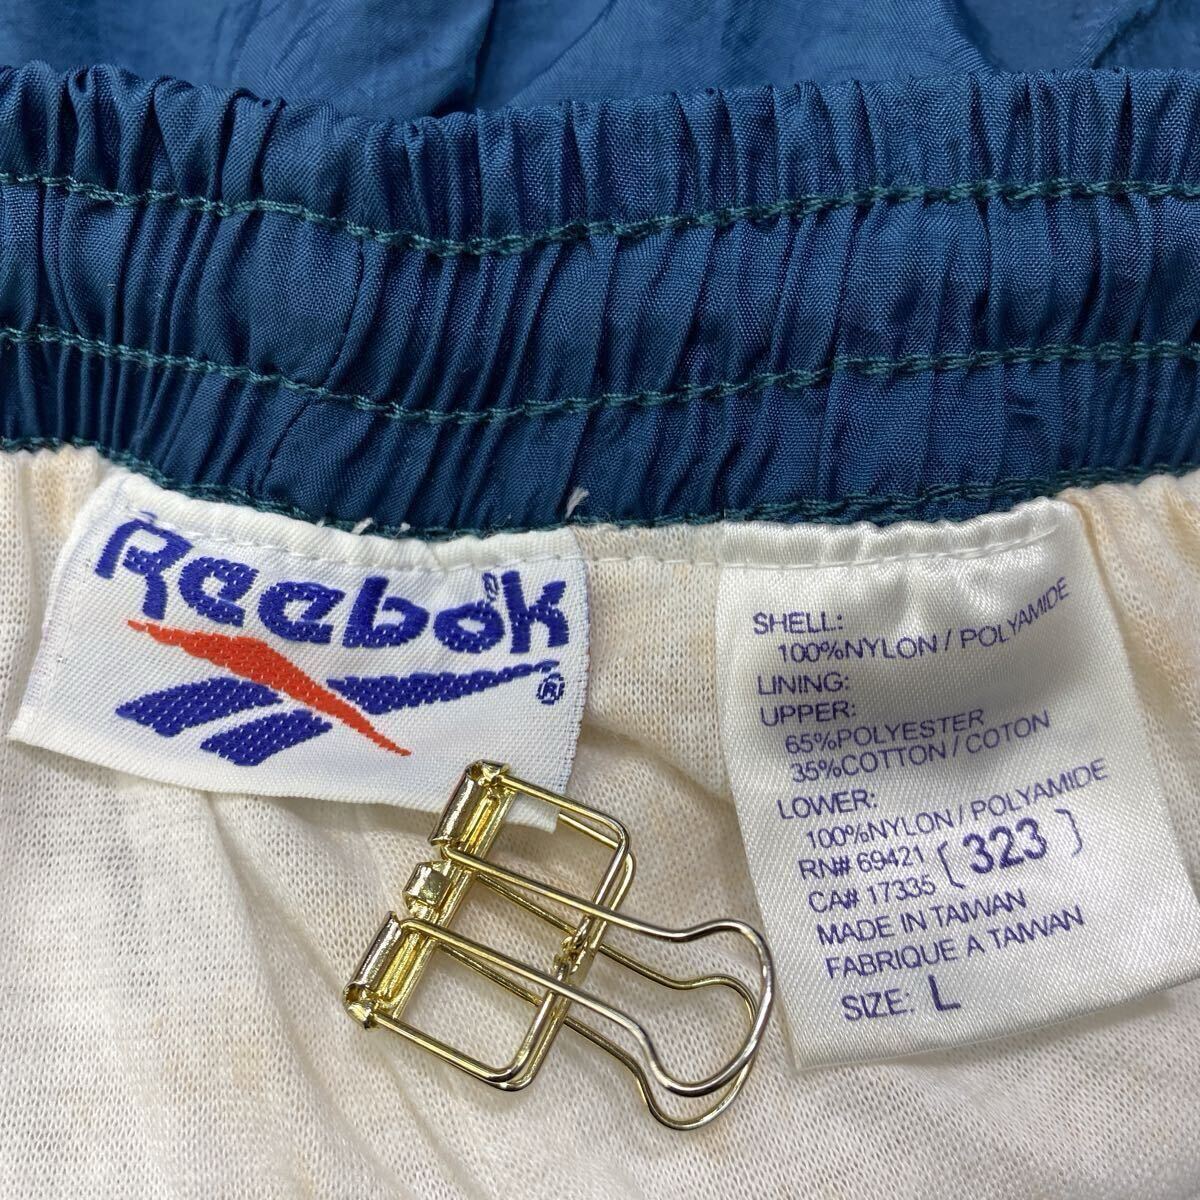 Reebok
®
SHELL:
100%NYLON / POLYAMIDE
LINING:
UPPER:
65%POLYESTER
35%COTTON / COTON
LOWER:
100%NYLON / POLYAMIDE
RN# 69421 [ 323 ]
CA# 17335
MADE IN TAIWAN
FABRIQUE A TAIWAN
SIZE: L